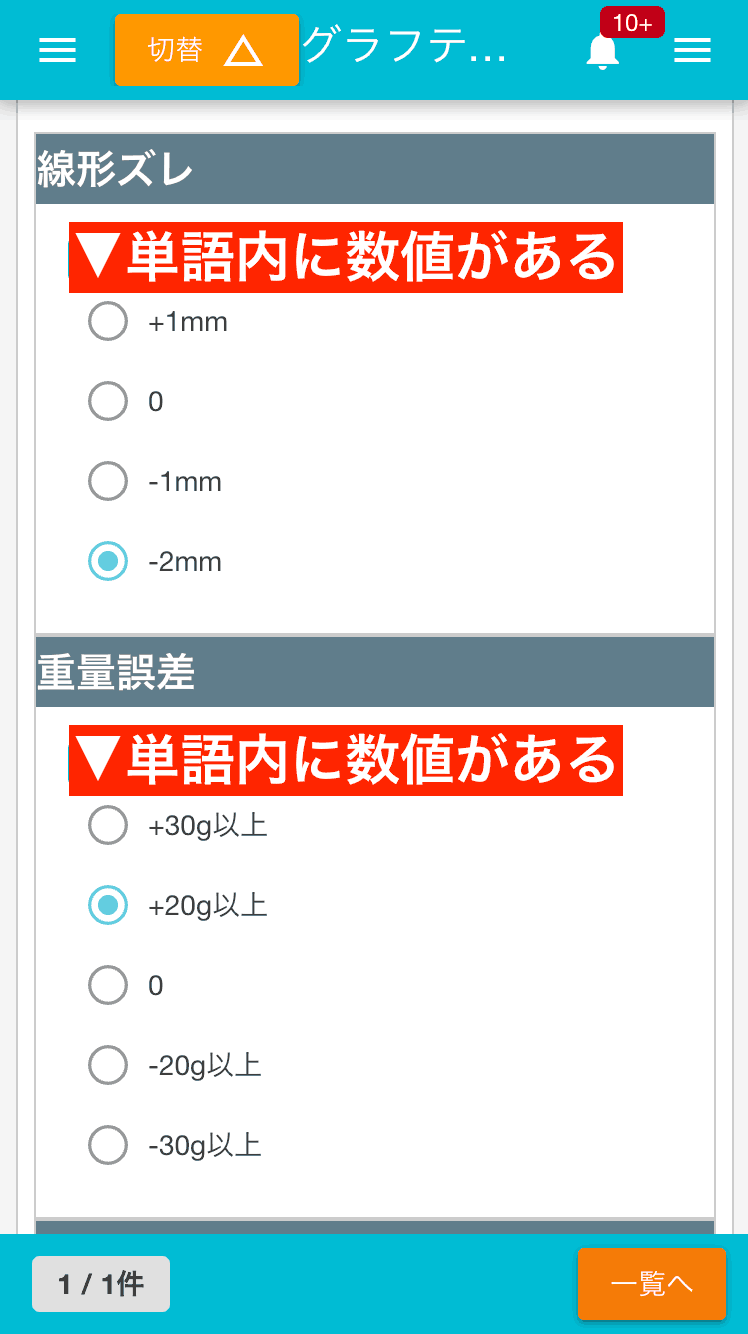 10+
切替 グラフテ...
線形ズレ
▼単語内に数値がある
+1mm
0
-1mm
-2mm
重量誤差
▼単語内に数値がある
+30g以上
+20g以上
0
-20g以上
-30g以上
1 / 1件
一覧へ